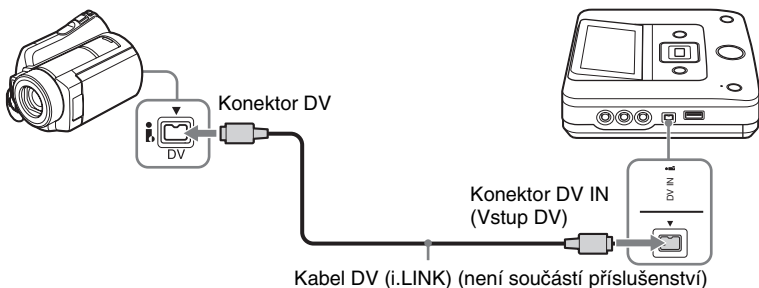 Konektor DV
DV
Konektor DV IN
(Vstup DV)
DV IN
Kabel DV (i.LINK) (není součástí příslušenství)